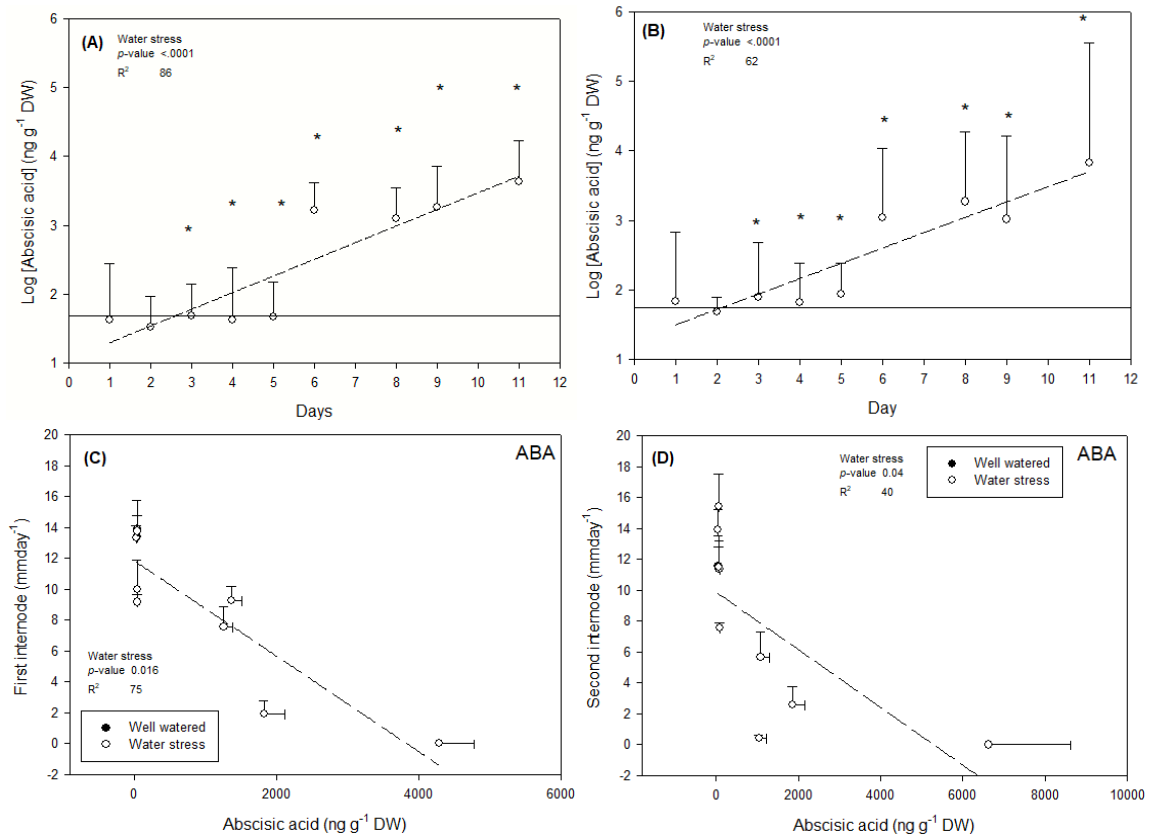 (A)
Water stress
p-value <.0001
R² 86
* * * * * * *
Log [Abscisic acid] (ng g⁻¹ DW)
6
5
4
3
2
1
0 1 2 3 4 5 6 7 8 9 10 11 12
Days
(B)
Water stress
p-value <.0001
R² 62
* * * * * * *
Log [Abscisic acid] (ng g⁻¹ DW)
6
5
4
3
2
1
0 1 2 3 4 5 6 7 8 9 10 11 12
Day
(C)
ABA
First internode (mmday⁻¹)
20
18
16
14
12
10
8
6
4
2
0
-2
Water stress
p-value 0.016
R² 75
Well watered
Water stress
0 2000 4000 6000
Abscisic acid (ng g⁻¹ DW)
(D)
Water stress
p-value 0.04
R² 40
Well watered
Water stress
ABA
Second internode (mmday⁻¹)
20
18
16
14
12
10
8
6
4
2
0
-2
0 2000 4000 6000 8000 10000
Abscisic acid (ng g⁻¹ DW)